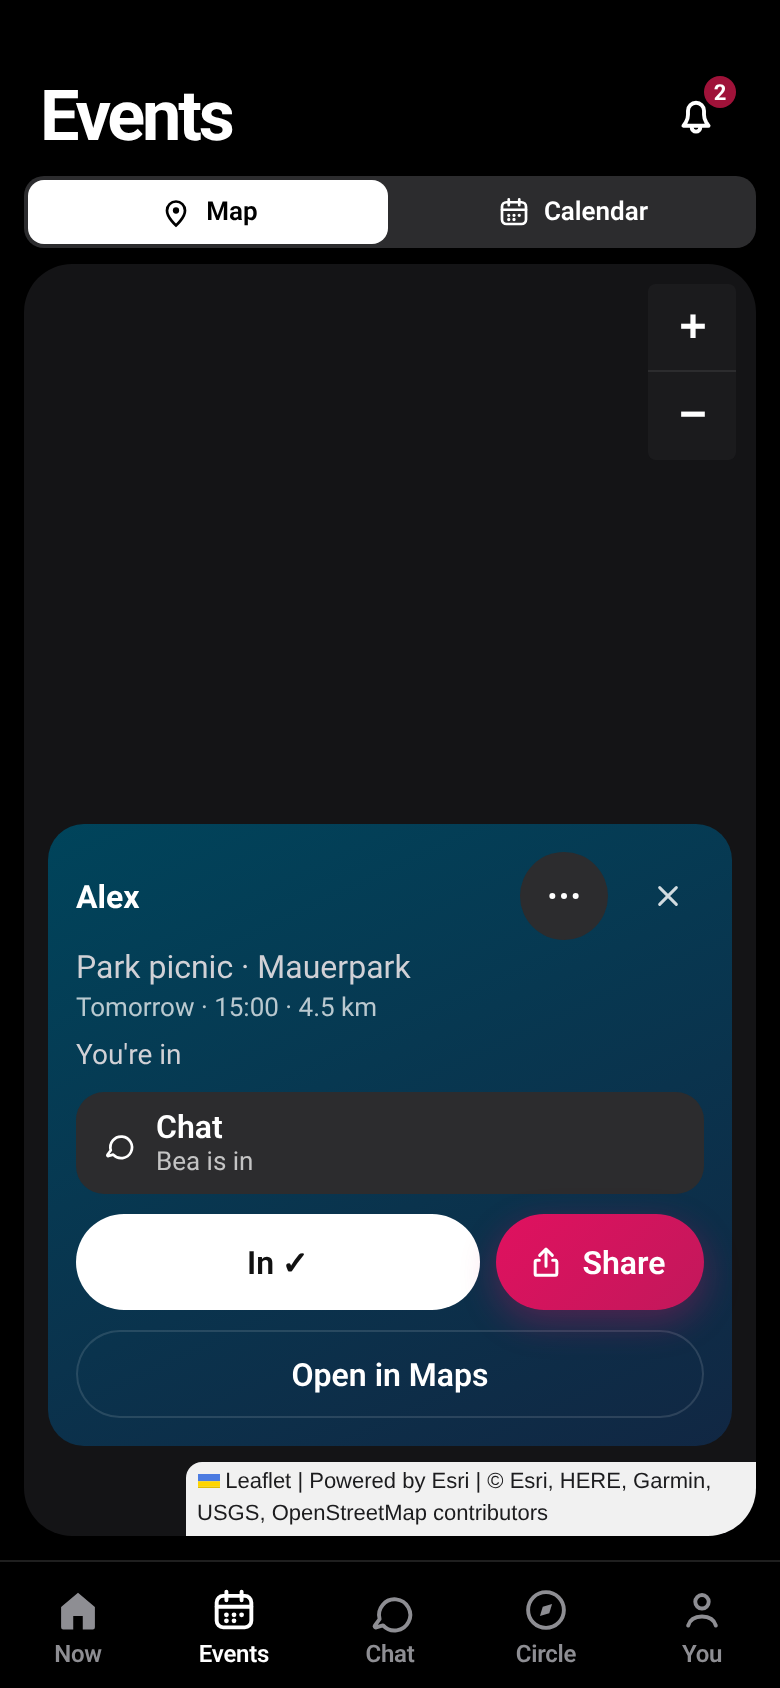 Events
2
Map
Calendar
+
−
Alex
Park picnic · Mauerpark
Tomorrow · 15:00 · 4.5 km
You're in
Chat
Bea is in
In ✓
Share
Open in Maps
Leaflet | Powered by Esri | © Esri, HERE, Garmin,
USGS, OpenStreetMap contributors
Now
Events
Chat
Circle
You